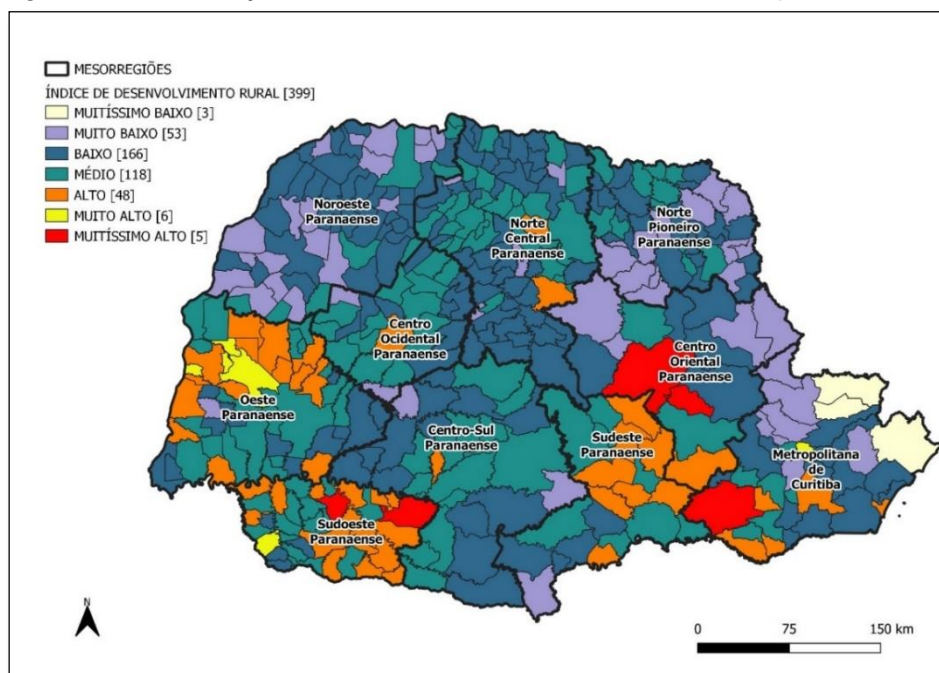 MESORREGIÕES
ÍNDICE DE DESENVOLVIMENTO RURAL [399]
MUITÍSSIMO BAIXO [3]
MUITO BAIXO [53]
BAIXO [166]
MÉDIO [118]
ALTO [48]
MUITO ALTO [6]
MUITÍSSIMO ALTO [5]
Noroeste
Paranaense
Norte
Central
Paranaense
Norte
Pioneiro
Paranaense
Centro
Ocidental
Paranaense
Centro
Oriental
Paranaense
Oeste
Paranaense
Centro-Sul
Paranaense
Sudeste
Paranaense
Metropolitana
de
Curitiba
Sudoeste
Paranaense
N
0 75 150 km